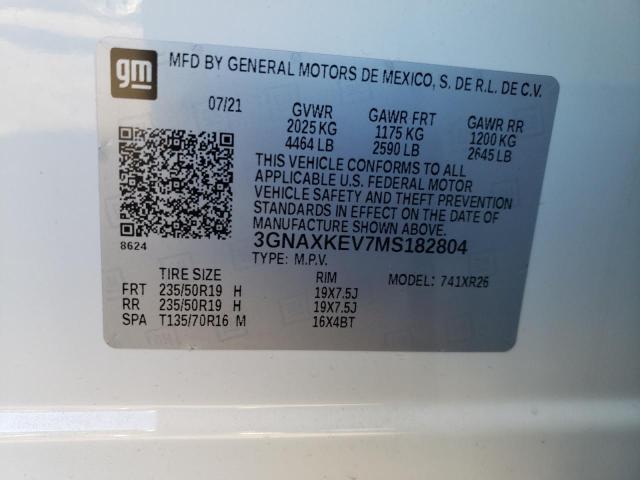 gm
MFD BY GENERAL MOTORS DE MEXICO, S. DE R.L. DE C.V.
07/21 GVWR GAWR FRT GAWR RR
2025 KG 1175 KG 1200 KG
4464 LB 2590 LB 2645 LB
THIS VEHICLE CONFORMS TO ALL
APPLICABLE U.S. FEDERAL MOTOR
VEHICLE SAFETY AND THEFT PREVENTION
STANDARDS IN EFFECT ON THE DATE OF
MANUFACTURE SHOWN ABOVE.
8624 3GNAXKEV7MS182804
TYPE: M.P.V. MODEL: 741XR26
TIRE SIZE RIM
FRT 235/50R19 H 19X7.5J
RR 235/50R19 H 19X7.5J
SPA T135/70R16 M 16X4BT